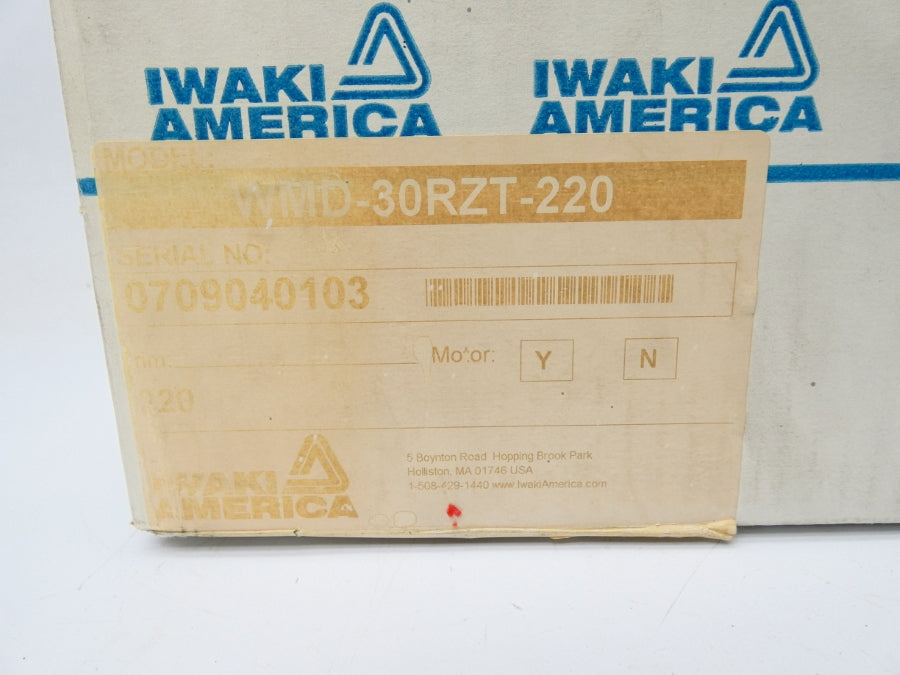 IWAKI
AMERICA
IWAKI
AMERICA
MODEL:
WMD-30RZT-220
SERIAL NO:
0709040103
Motor: Y N
220
IWAKI
AMERICA
5 Boynton Road Hopping Brook Park
Holliston, MA 01746 USA
1-508-429-1440 www.IwakiAmerica.com